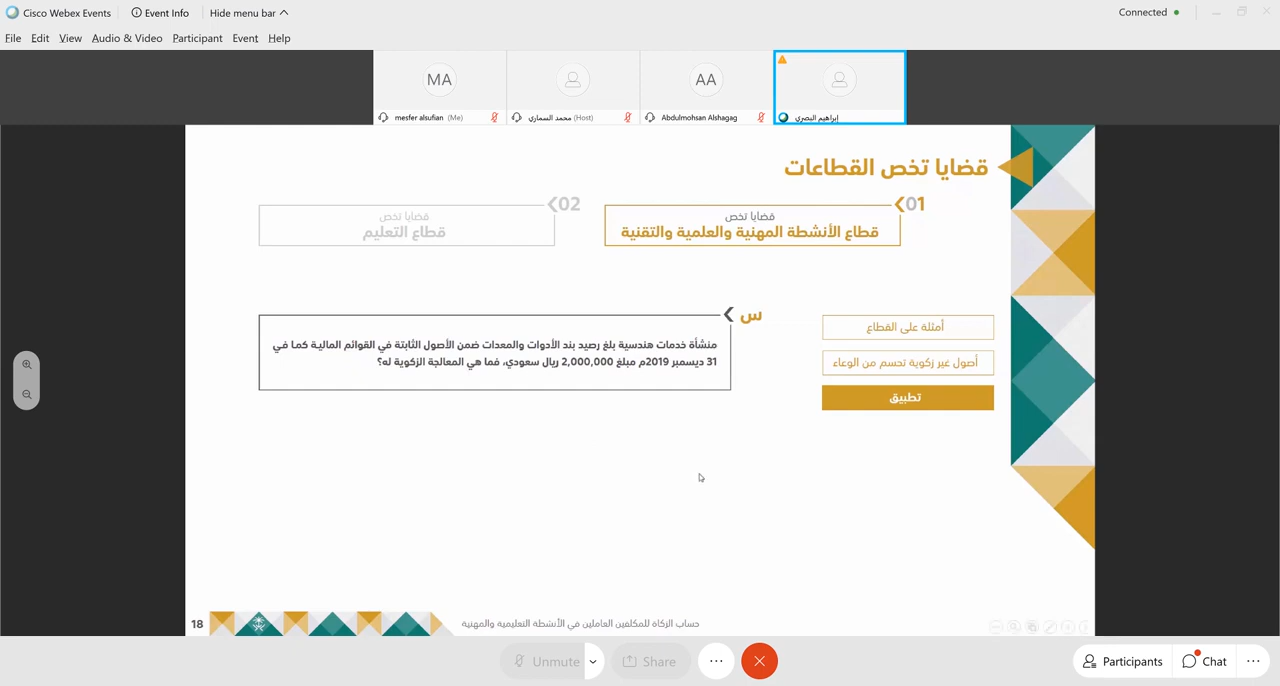 Cisco Webex Events
Event Info
Hide menu bar
Connected
File Edit View Audio & Video Participant Event Help
MA
AA
mesfer alsufian (Me)
محمد السماري (Host)
Abdulmohsan Alshagag
إبراهيم البصري
قضايا تخص القطاعات
01
قضايا تخص
قطاع الأنشطة المهنية والعلمية والتقنية
02
قضايا تخص
قطاع التعليم
أمثلة على القطاع
أصول غير زكوية تحسم من الوعاء
تطبيق
س
منشأة خدمات هندسية بلغ رصيد بند الأدوات والمعدات ضمن الأصول الثابتة في القوائم المالية كما في
31 ديسمبر 2019م مبلغ 2,000,000 ريال سعودي، فما هي المعالجة الزكوية له؟
حساب الزكاة للمكلفين العاملين في الأنشطة التعليمية والمهنية
18
Unmute
Share
Participants
Chat